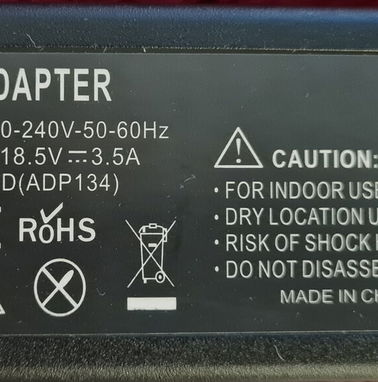 DAPTER
0-240V-50-60Hz
18.5V⎓3.5A
D(ADP134)
RoHS
CAUTION:
• FOR INDOOR USE
• DRY LOCATION U
• RISK OF SHOCK
• DO NOT DISASSE
MADE IN CH